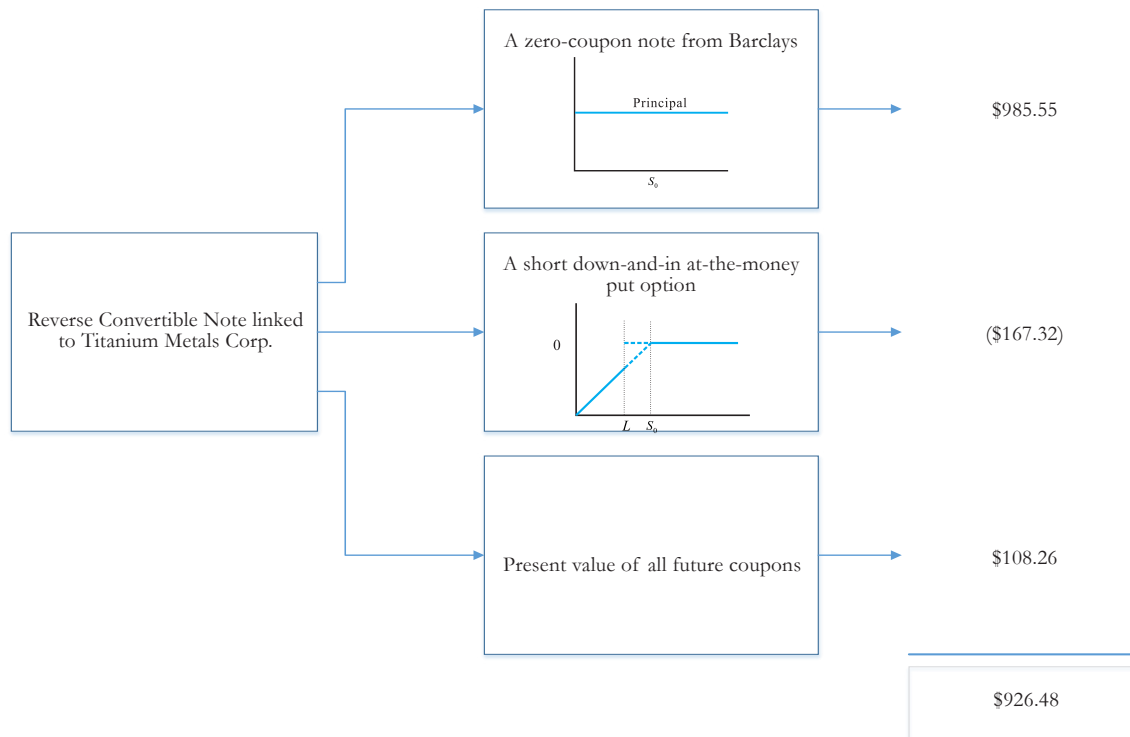 A zero-coupon note from Barclays
Principal
S₀
$985.55
Reverse Convertible Note linked
to Titanium Metals Corp.
A short down-and-in at-the-money
put option
0
L S₀
($167.32)
Present value of all future coupons
$108.26
$926.48